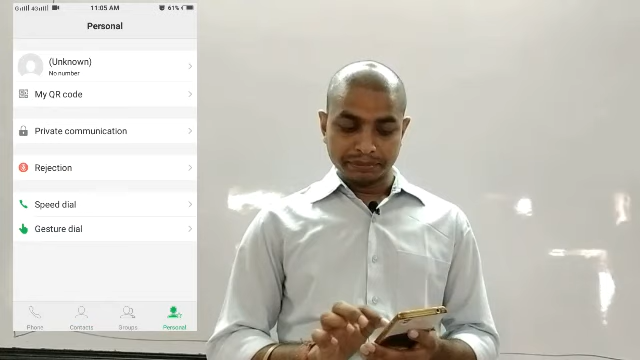 11:05 AM
61%
Personal
(Unknown)
No number
My QR code
Private communication
Rejection
Speed dial
Gesture dial
Phone
Contacts
Groups
Personal